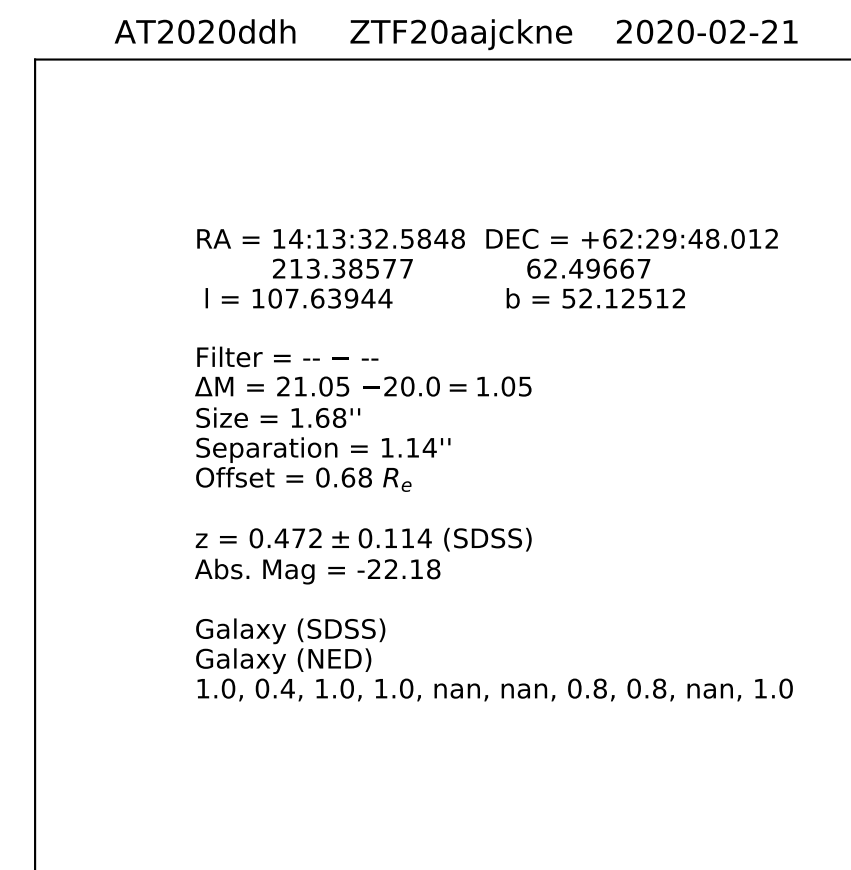 AT2020ddh ZTF20aajckne 2020-02-21
RA = 14:13:32.5848 DEC = +62:29:48.012
213.38577 62.49667
l = 107.63944 b = 52.12512
Filter = -- − --
ΔM = 21.05 −20.0 = 1.05
Size = 1.68''
Separation = 1.14''
Offset = 0.68 Rₑ
z = 0.472 ± 0.114 (SDSS)
Abs. Mag = -22.18
Galaxy (SDSS)
Galaxy (NED)
1.0, 0.4, 1.0, 1.0, nan, nan, 0.8, 0.8, nan, 1.0